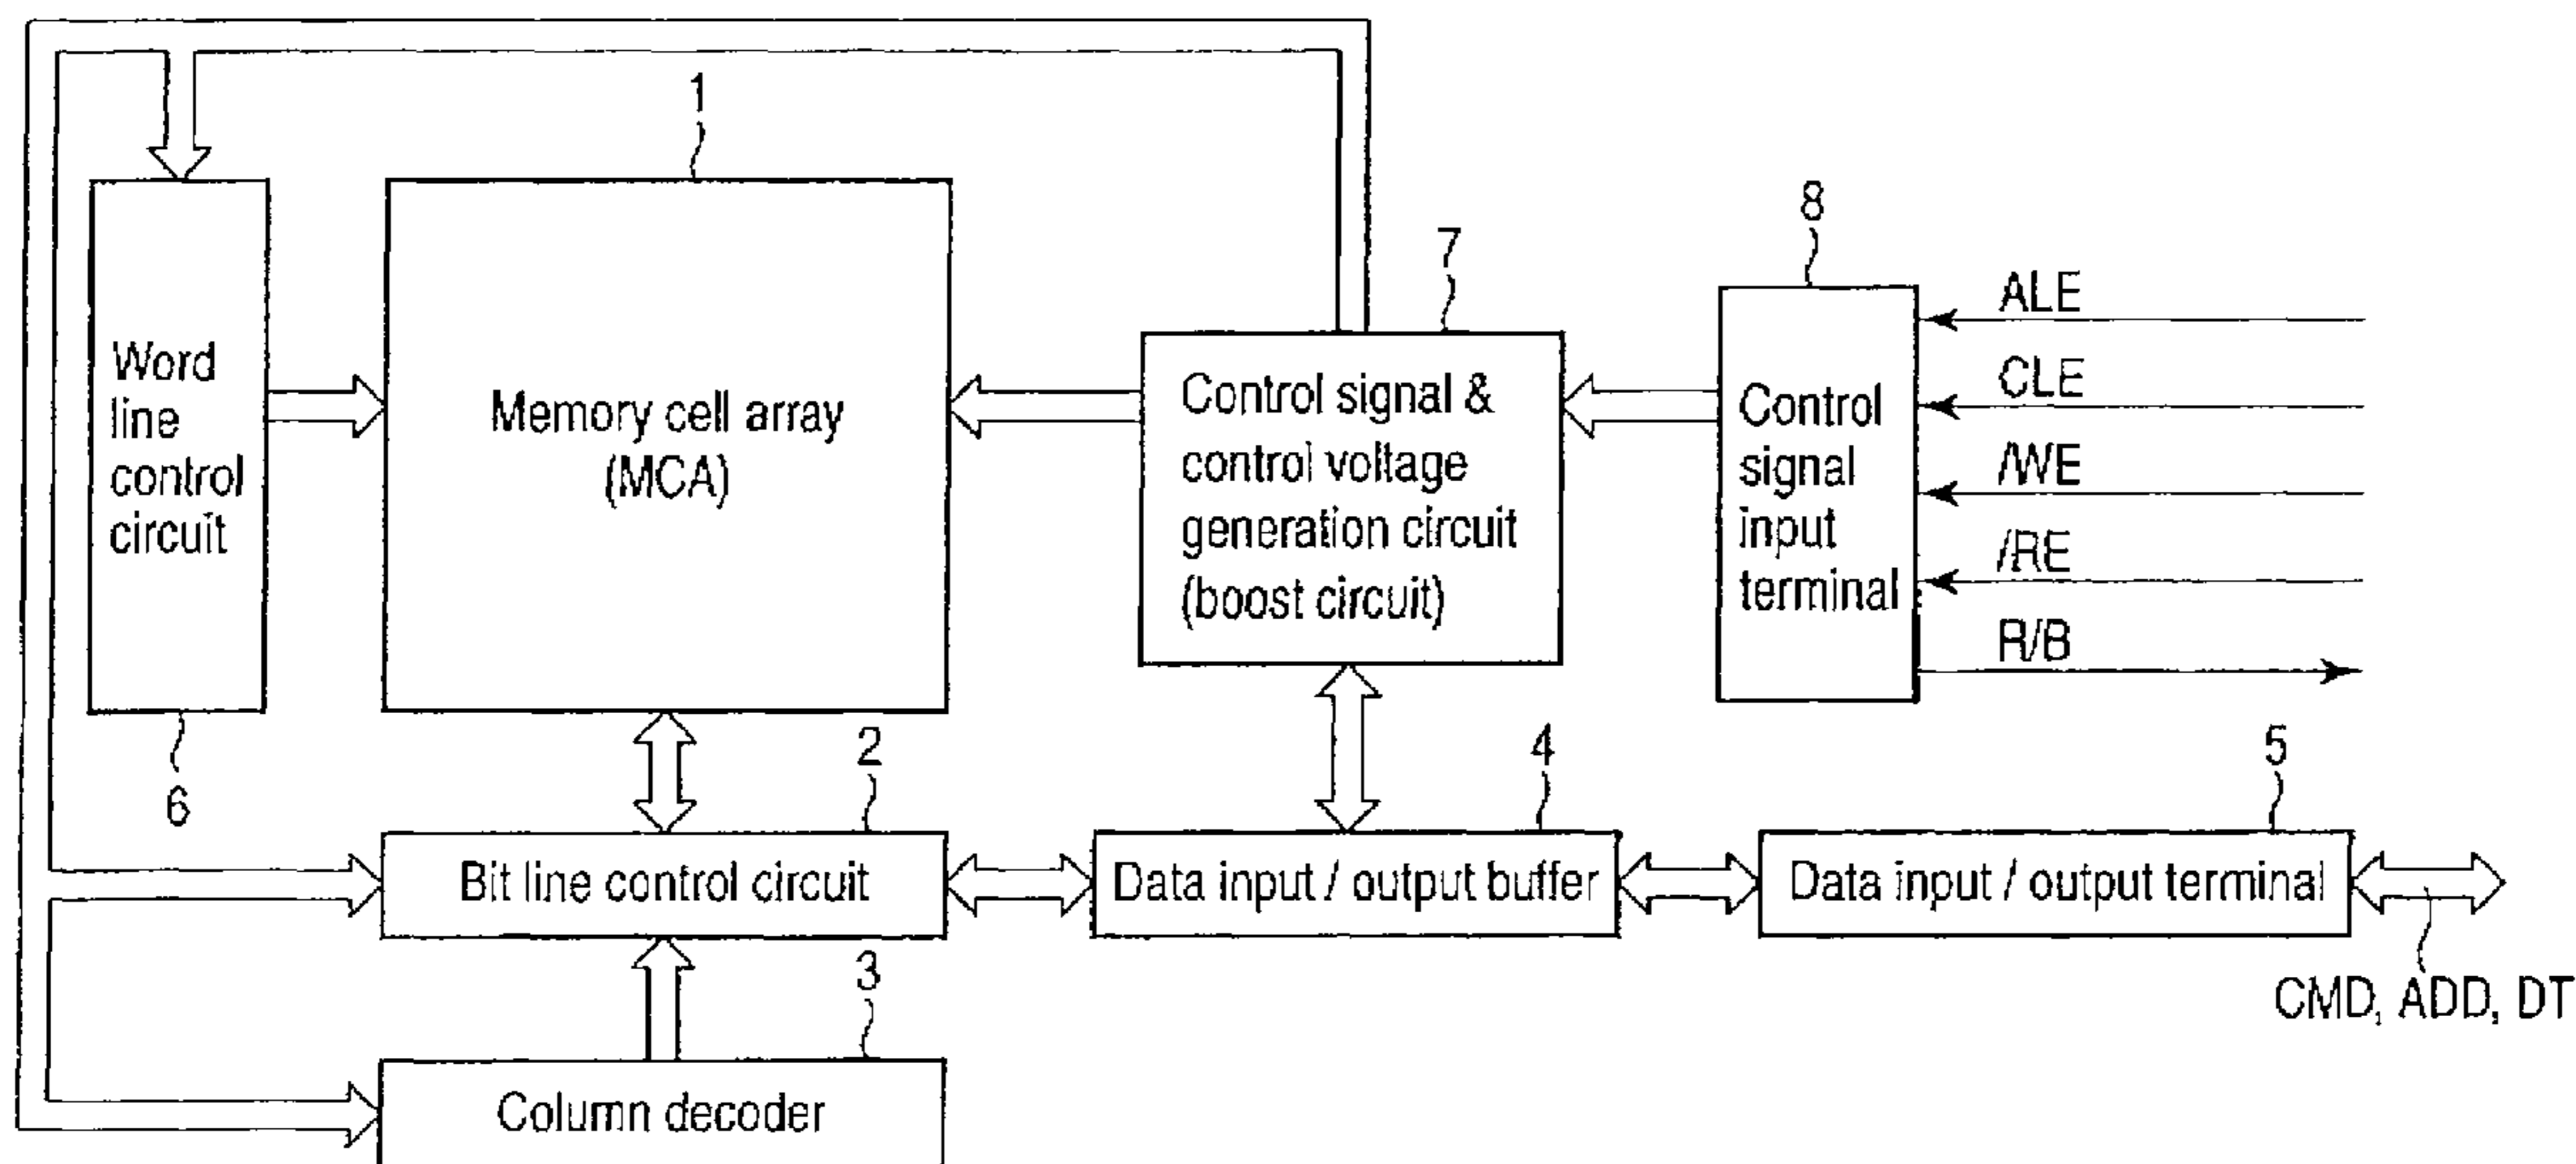 1
8
7
ALE
Word
line
control
circuit
Memory cell array
(MCA)
Control signal &
control voltage
generation circuit
(boost circuit)
Control
signal
input
terminal
CLE
/WE
/RE
R/B
6
2
4
5
Bit line control circuit
Data input / output buffer
Data input / output terminal
CMD, ADD, DT
3
Column decoder